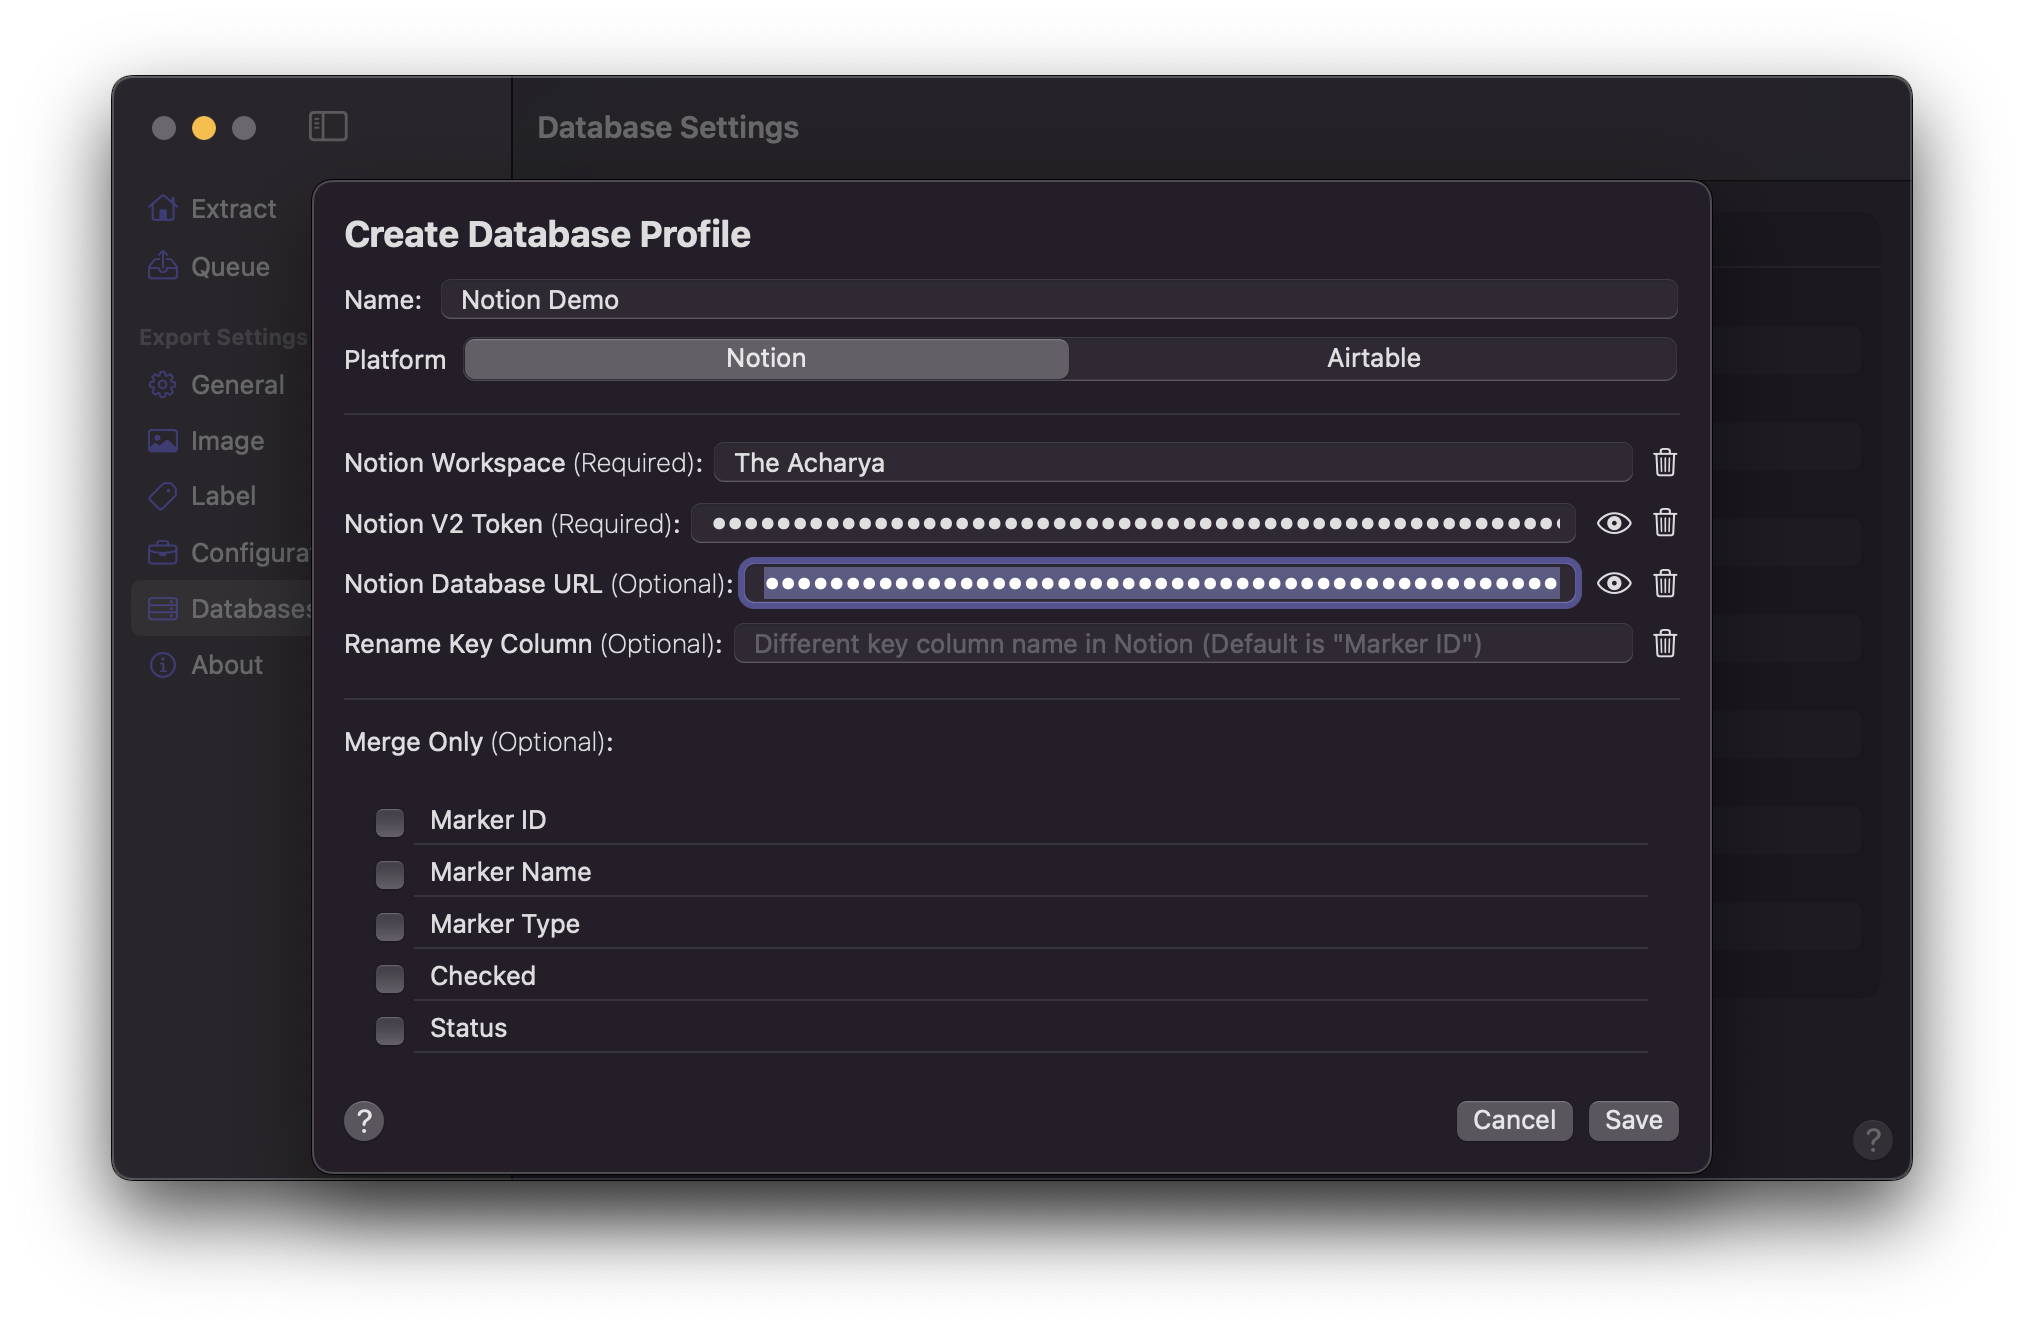 Database Settings
Extract
Queue
Export Settings
General
Image
Label
Configura
Databases
About
Create Database Profile
Name: Notion Demo
Platform Notion Airtable
Notion Workspace (Required): The Acharya
Notion V2 Token (Required):
Notion Database URL (Optional):
Rename Key Column (Optional): Different key column name in Notion (Default is "Marker ID")
Merge Only (Optional):
Marker ID
Marker Name
Marker Type
Checked
Status
? Cancel Save
?